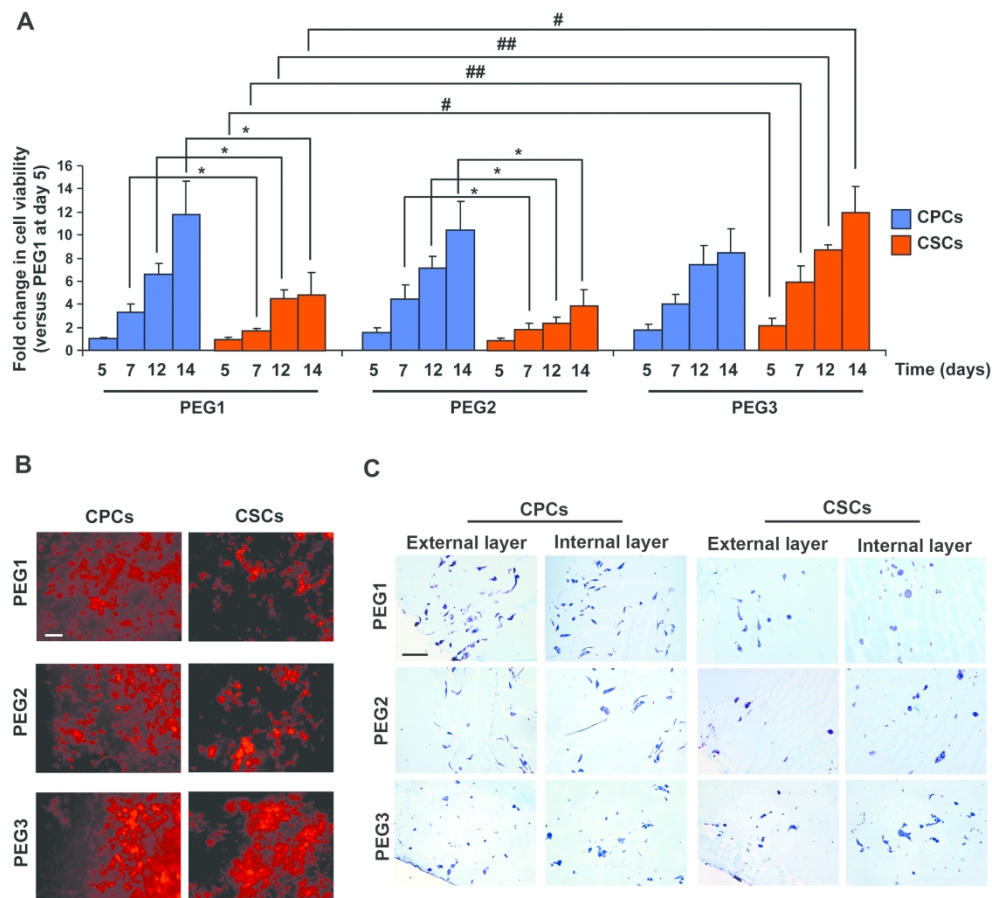 A
#
##
##
#
*
*
*
*
*
*
Fold change in cell viability
(versus PEG1 at day 5)
16
14
12
10
8
6
4
2
0
CPCs
CSCs
5 7 12 14 5 7 12 14 5 7 12 14 5 7 12 14 5 7 12 14 5 7 12 14 Time (days)
PEG1 PEG2 PEG3
B
CPCs CSCs
PEG1
PEG2
PEG3
C
CPCs CSCs
External layer Internal layer External layer Internal layer
PEG1
PEG2
PEG3